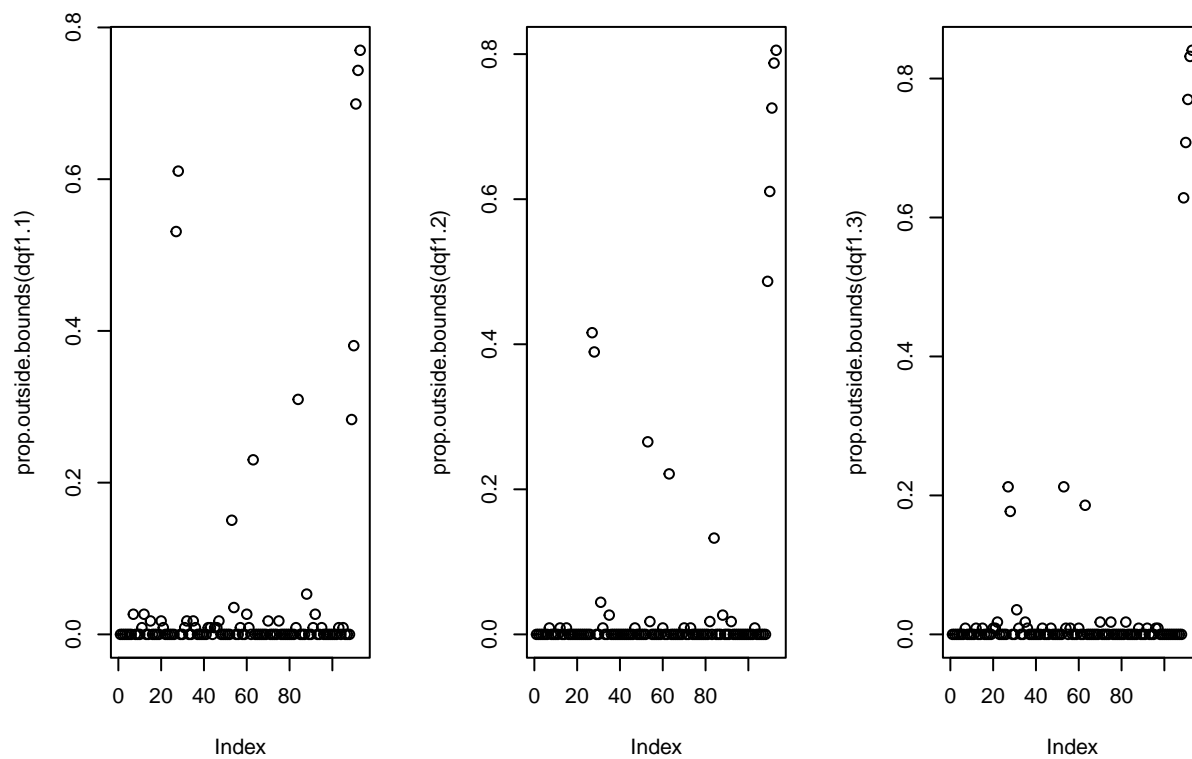 0.8
0.6
0.4
0.2
0.0
prop.outside.bounds(dqf1.1)
0 20 40 60 80
Index
0.8
0.6
0.4
0.2
0.0
prop.outside.bounds(dqf1.2)
0 20 40 60 80
Index
0.8
0.6
0.4
0.2
0.0
prop.outside.bounds(dqf1.3)
0 20 40 60 80
Index